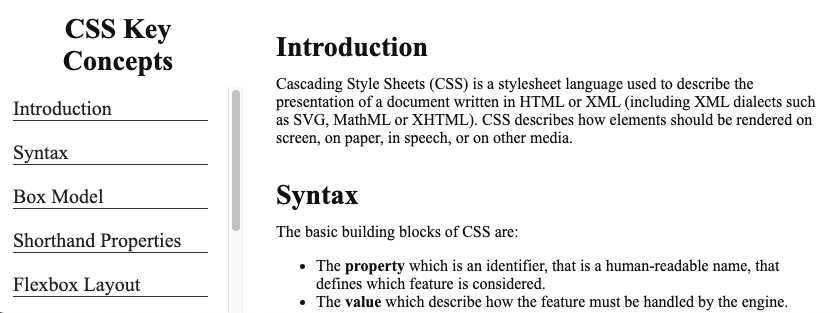 CSS Key
Concepts
Introduction
Syntax
Box Model
Shorthand Properties
Flexbox Layout
Introduction
Cascading Style Sheets (CSS) is a stylesheet language used to describe the
presentation of a document written in HTML or XML (including XML dialects such
as SVG, MathML or XHTML). CSS describes how elements should be rendered on
screen, on paper, in speech, or on other media.
Syntax
The basic building blocks of CSS are:
• The property which is an identifier, that is a human-readable name, that
defines which feature is considered.
• The value which describe how the feature must be handled by the engine.